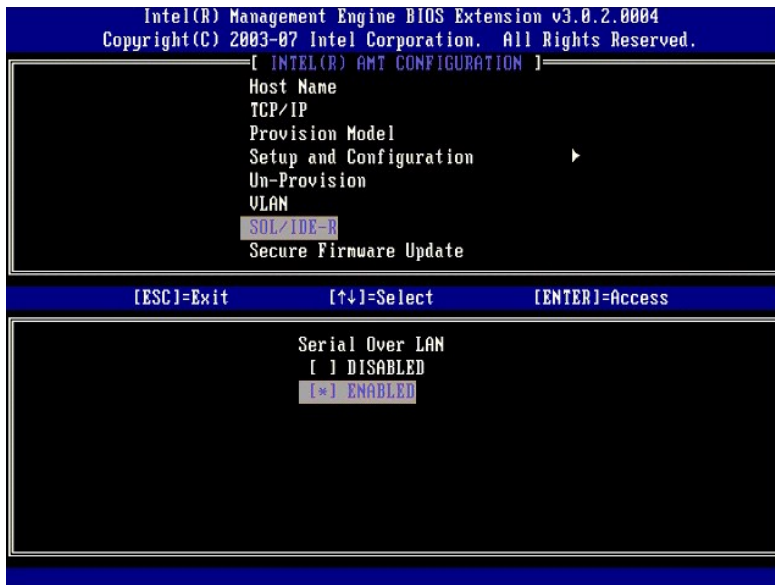 Intel(R) Management Engine BIOS Extension v3.0.2.0004
Copyright(C) 2003-07 Intel Corporation. All Rights Reserved.
[ INTEL(R) AMT CONFIGURATION ]
Host Name
TCP/IP
Provision Model
Setup and Configuration
Un-Provision
VLAN
SOL/IDE-R
Secure Firmware Update
[ESC]=Exit [↑↓]=Select [ENTER]=Access
Serial Over LAN
[ ] DISABLED
[*] ENABLED